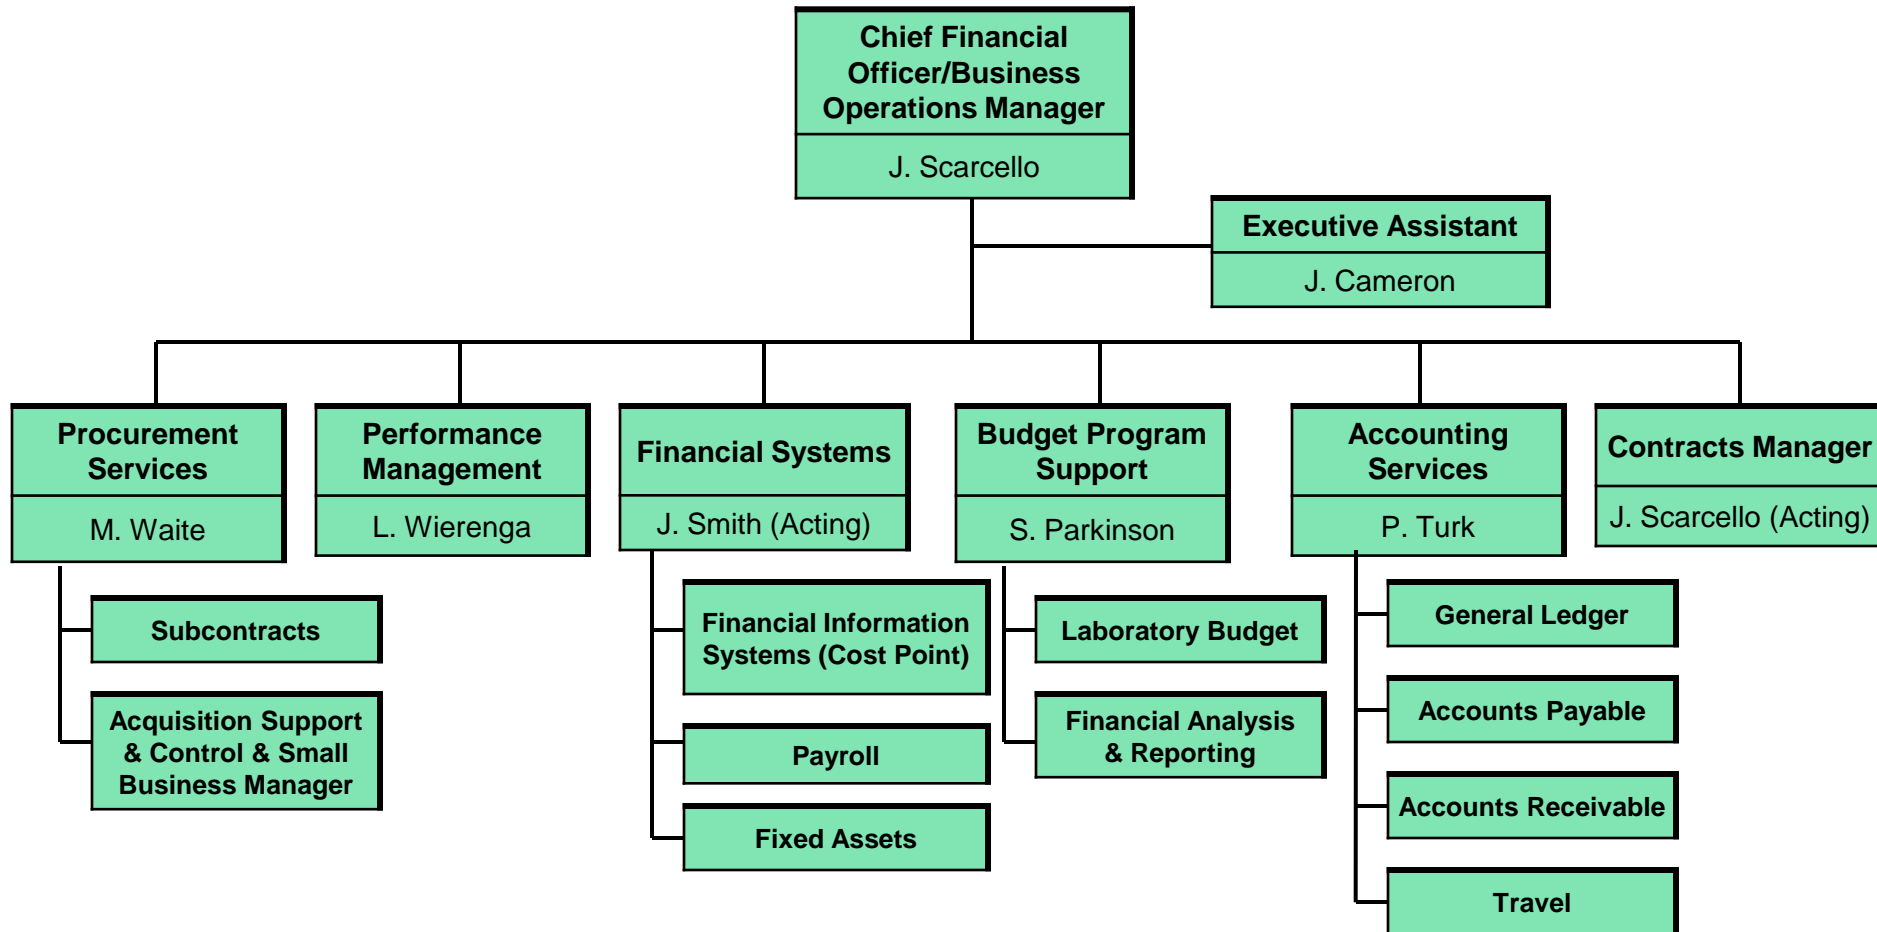 Chief Financial
Officer/Business
Operations Manager
J. Scarcello
Executive Assistant
J. Cameron
Procurement
Services
M. Waite
Performance
Management
L. Wierenga
Financial Systems
J. Smith (Acting)
Budget Program
Support
S. Parkinson
Accounting
Services
P. Turk
Contracts Manager
J. Scarcello (Acting)
Subcontracts
Acquisition Support
& Control & Small
Business Manager
Financial Information
Systems (Cost Point)
Payroll
Fixed Assets
Laboratory Budget
Financial Analysis
& Reporting
General Ledger
Accounts Payable
Accounts Receivable
Travel